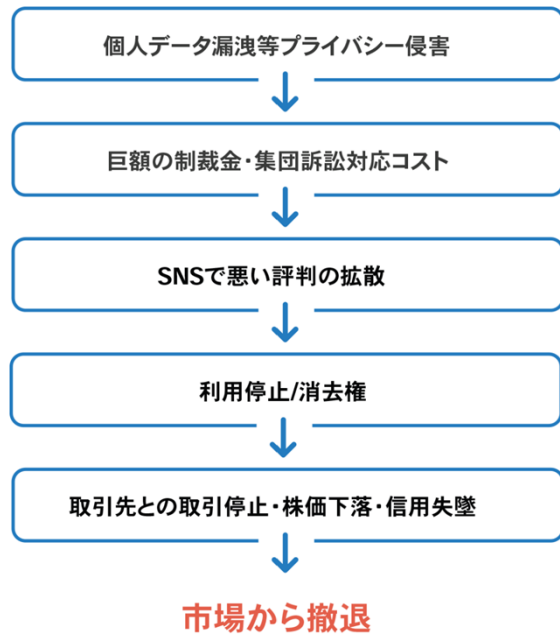 個人データ漏洩等プライバシー侵害
巨額の制裁金・集団訴訟対応コスト
SNSで悪い評判の拡散
利用停止/消去権
取引先との取引停止・株価下落・信用失墜
市場から撤退